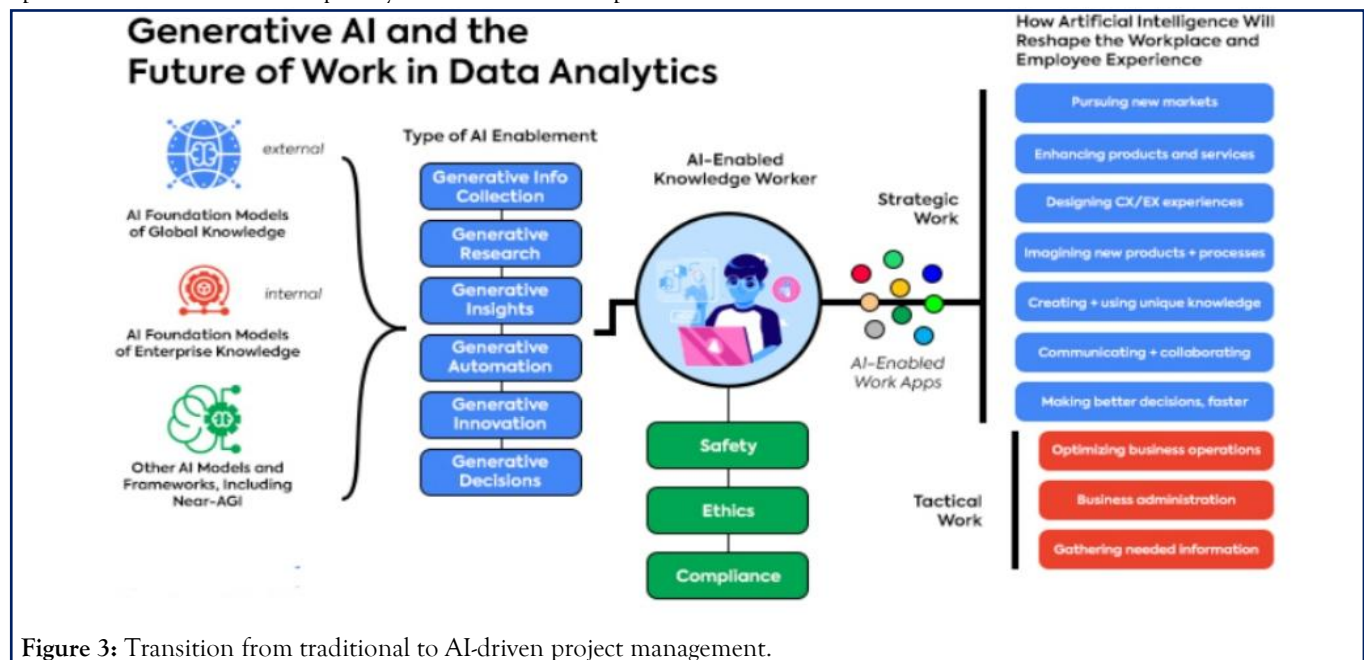 Generative AI and the
Future of Work in Data Analytics
external
AI Foundation Models
of Global Knowledge
internal
AI Foundation Models
of Enterprise Knowledge
Other AI Models and
Frameworks, Including
Near-AGI
Type of AI Enablement
Generative Info
Collection
Generative
Research
Generative
Insights
Generative
Automation
Generative
Innovation
Generative
Decisions
AI-Enabled
Knowledge Worker
Safety
Ethics
Compliance
Strategic
Work
AI-Enabled
Work Apps
Tactical
Work
How Artificial Intelligence Will
Reshape the Workplace and
Employee Experience
Pursuing new markets
Enhancing products and services
Designing CX/EX experiences
Imagining new products + processes
Creating + using unique knowledge
Communicating + collaborating
Making better decisions, faster
Optimizing business operations
Business administration
Gathering needed information
Figure 3: Transition from traditional to AI-driven project management.